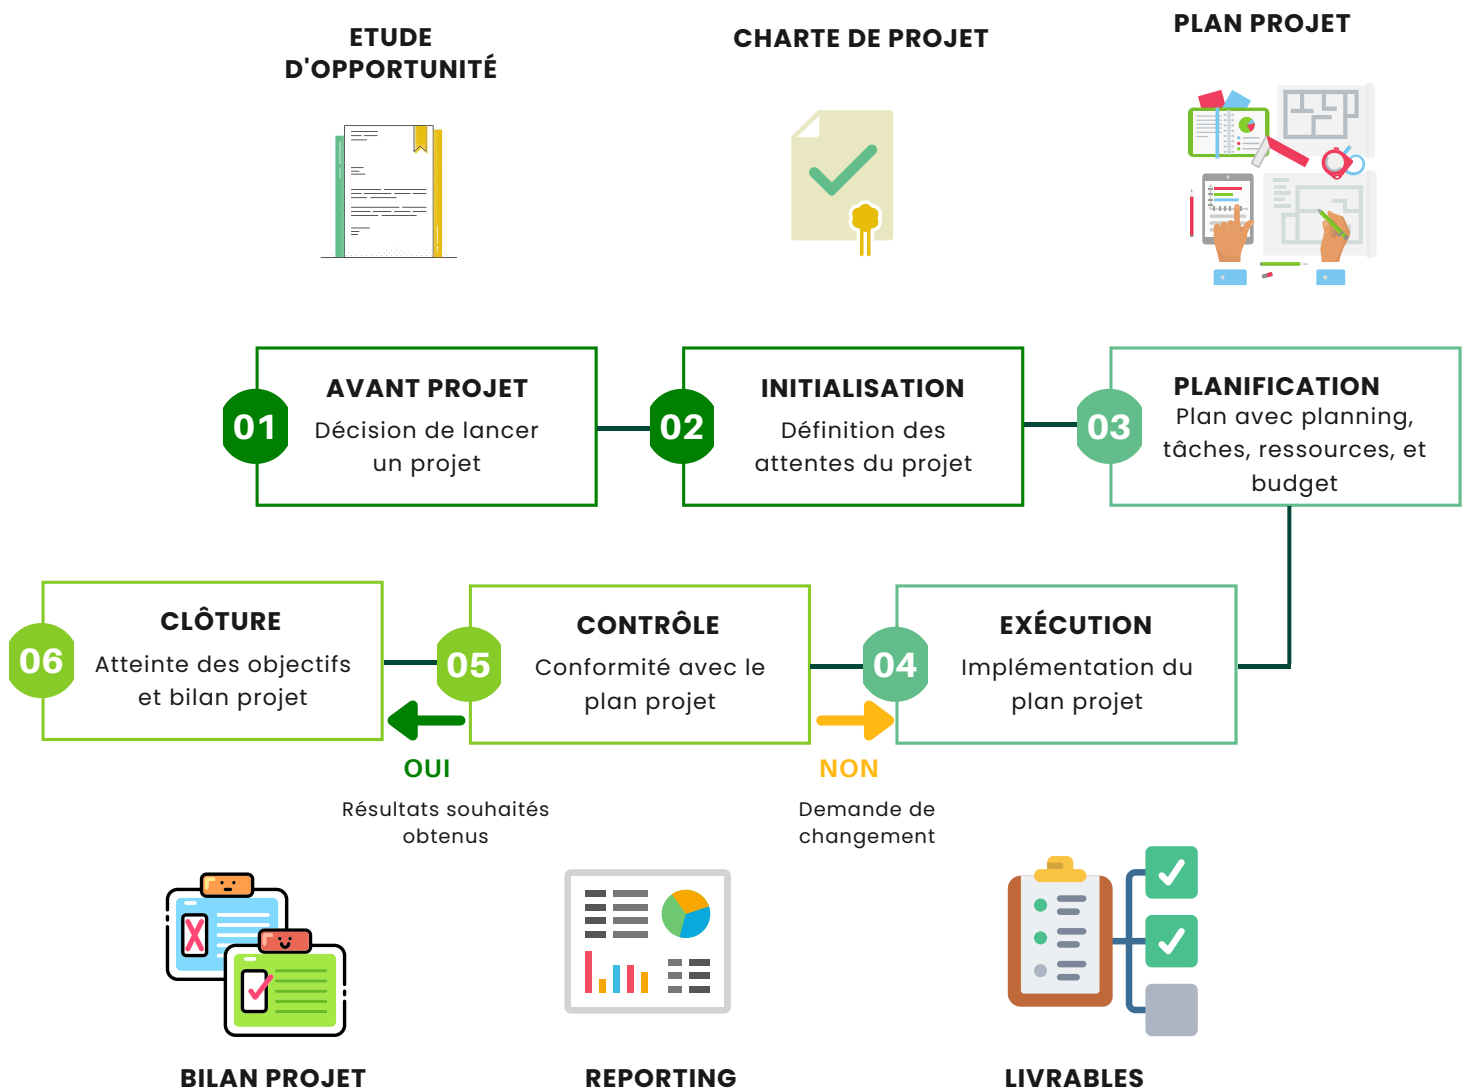 ETUDE
D'OPPORTUNITÉ
CHARTE DE PROJET
PLAN PROJET
01
AVANT PROJET
Décision de lancer
un projet
02
INITIALISATION
Définition des
attentes du projet
03
PLANIFICATION
Plan avec planning,
tâches, ressources, et
budget
06
CLÔTURE
Atteinte des objectifs
et bilan projet
05
CONTRÔLE
Conformité avec le
plan projet
04
EXÉCUTION
Implémentation du
plan projet
OUI
Résultats souhaités
obtenus
NON
Demande de
changement
BILAN PROJET
REPORTING
LIVRABLES